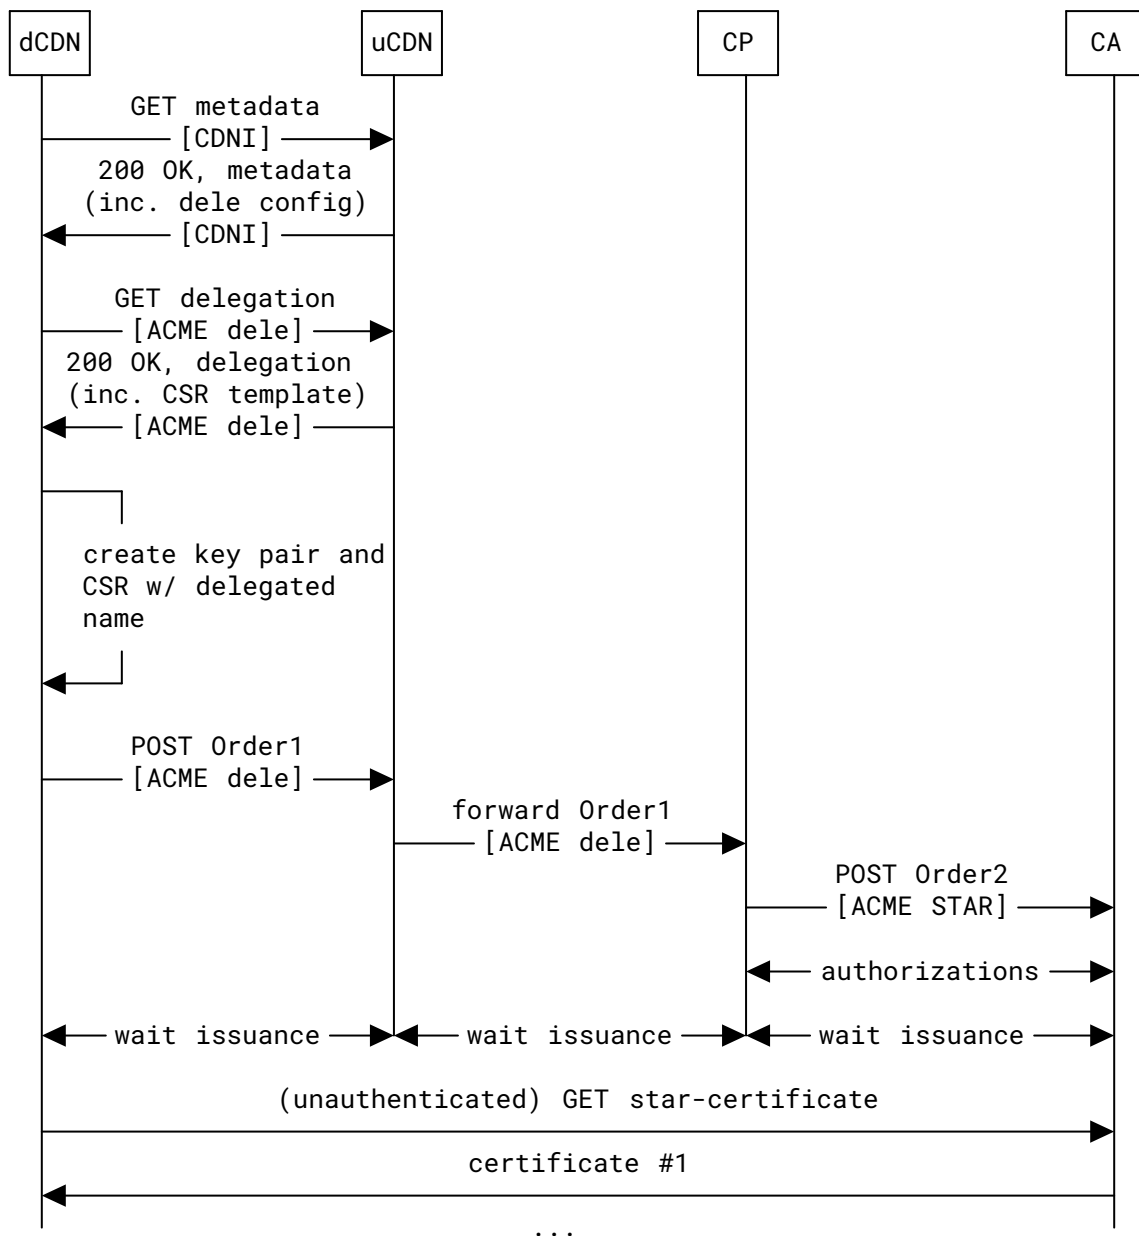 dCDN uCDN CP CA
GET metadata
[CDNI]
200 OK, metadata
(inc. dele config)
[CDNI]
GET delegation
[ACME dele]
200 OK, delegation
(inc. CSR template)
[ACME dele]
create key pair and
CSR w/ delegated
name
POST Order1
[ACME dele]
forward Order1
[ACME dele]
POST Order2
[ACME STAR]
authorizations
wait issuance wait issuance wait issuance
(unauthenticated) GET star-certificate
certificate #1
...